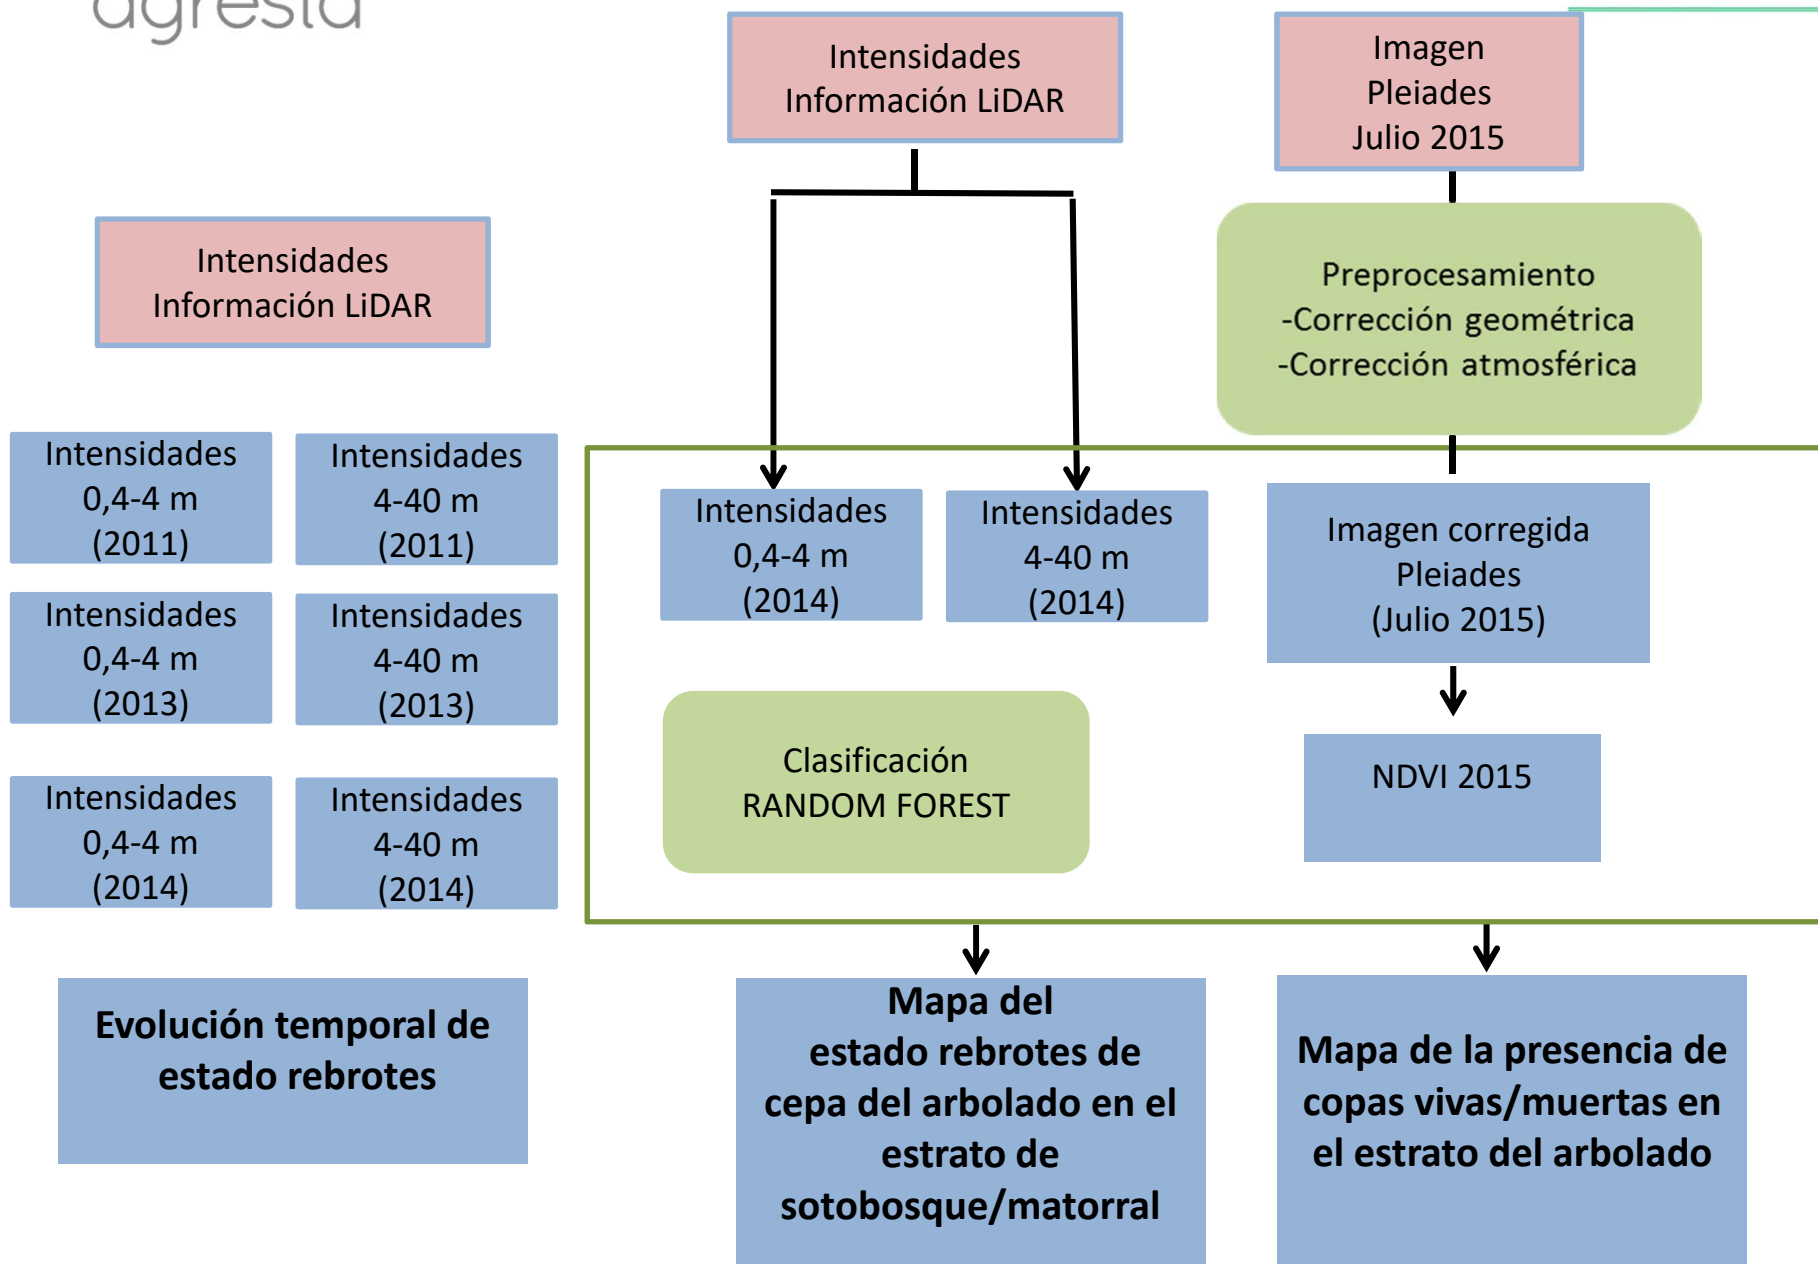 agresta
Intensidades
Información LiDAR
Imagen
Pleiades
Julio 2015
Intensidades
Información LiDAR
Preprocesamiento
-Corrección geométrica
-Corrección atmosférica
Intensidades
0,4-4 m
(2011)
Intensidades
4-40 m
(2011)
Intensidades
0,4-4 m
(2013)
Intensidades
4-40 m
(2013)
Intensidades
0,4-4 m
(2014)
Intensidades
4-40 m
(2014)
Evolución temporal de
estado rebrotes
Intensidades
0,4-4 m
(2014)
Intensidades
4-40 m
(2014)
Imagen corregida
Pleiades
(Julio 2015)
Clasificación
RANDOM FOREST
NDVI 2015
Mapa del
estado rebrotes de
cepa del arbolado en el
estrato de
sotobosque/matorral
Mapa de la presencia de
copas vivas/muertas en
el estrato del arbolado